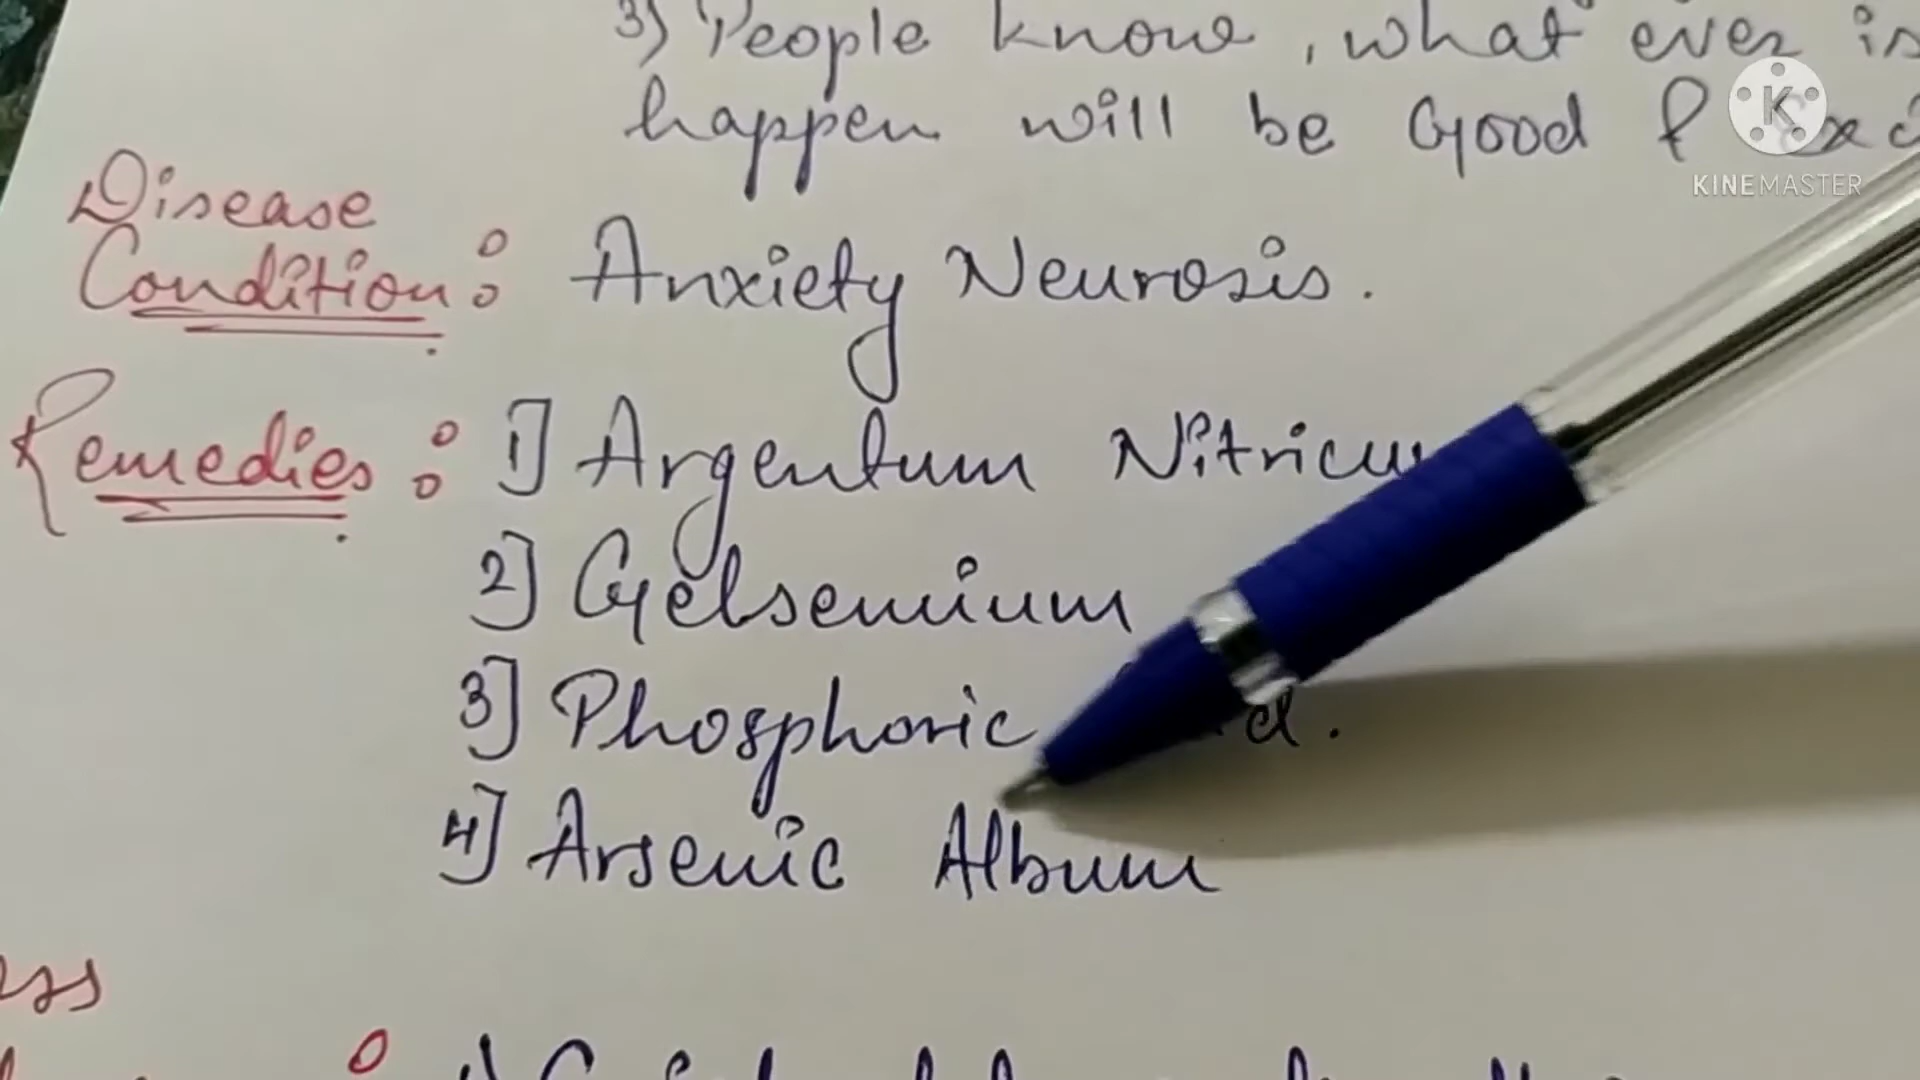 3) People know, what ever is
happen will be Good &
KINEMASTER
Disease
Condition : Anxiety Neurosis.
Remedies : 1] Argentum
2] Gelsemium
3] Phosphoric
4] Arsenic Album